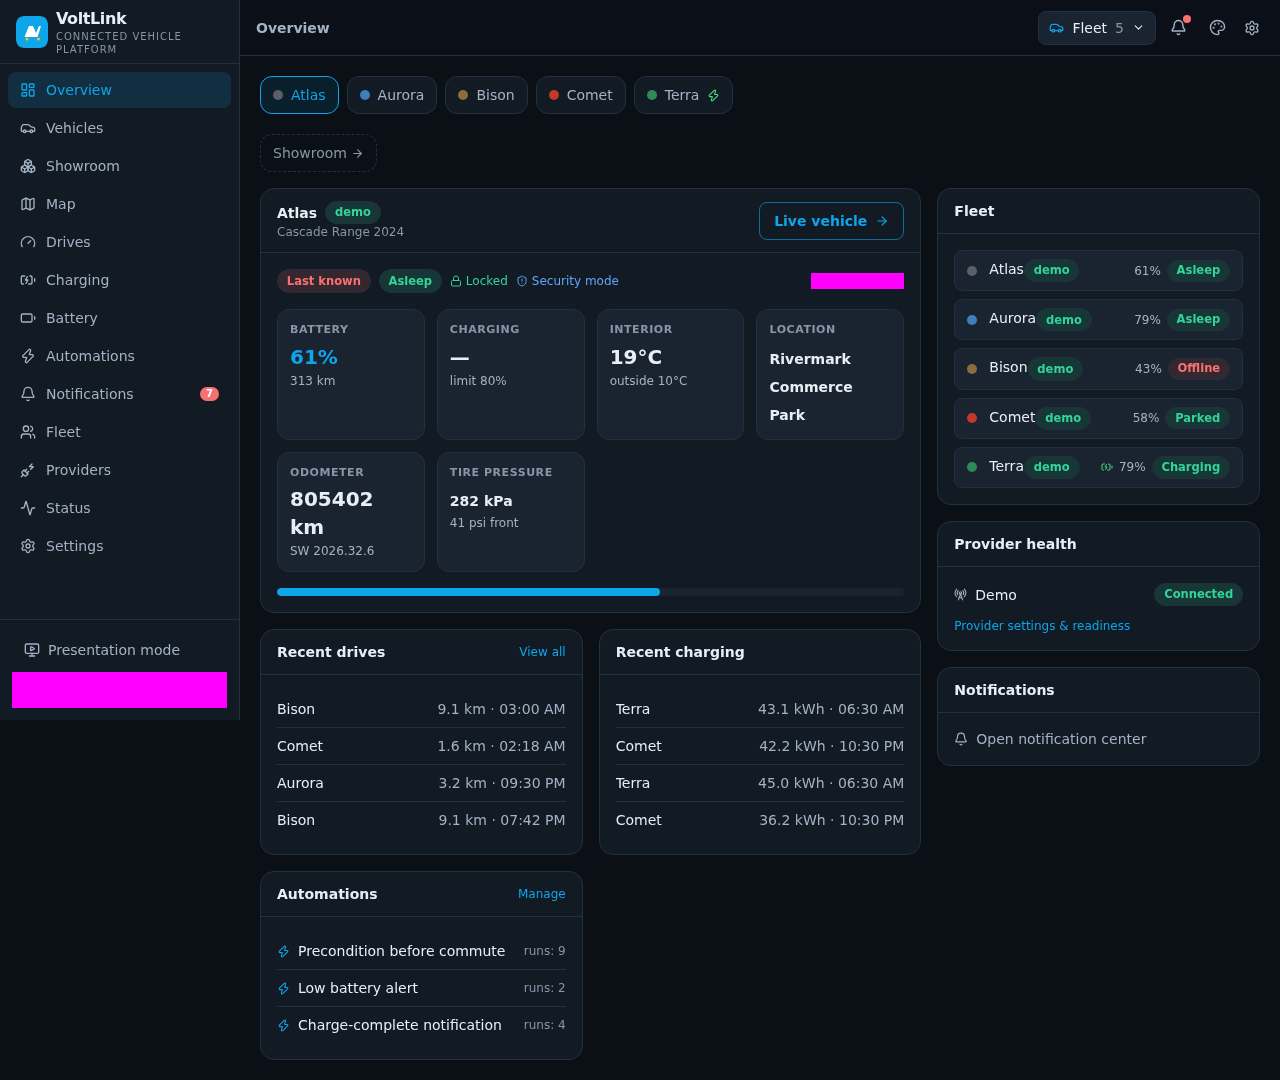 VoltLink
CONNECTED VEHICLE
PLATFORM
Overview
Vehicles
Showroom
Map
Drives
Charging
Battery
Automations
Notifications 7
Fleet
Providers
Status
Settings
Presentation mode
Overview
Fleet 5
Atlas Aurora Bison Comet Terra
Showroom →
Atlas demo
Cascade Range 2024
Live vehicle →
Last known Asleep Locked Security mode
BATTERY
61%
313 km
CHARGING
—
limit 80%
INTERIOR
19°C
outside 10°C
LOCATION
Rivermark
Commerce
Park
ODOMETER
805402
km
SW 2026.32.6
TIRE PRESSURE
282 kPa
41 psi front
Recent drives View all
Bison 9.1 km · 03:00 AM
Comet 1.6 km · 02:18 AM
Aurora 3.2 km · 09:30 PM
Bison 9.1 km · 07:42 PM
Recent charging
Terra 43.1 kWh · 06:30 AM
Comet 42.2 kWh · 10:30 PM
Terra 45.0 kWh · 06:30 AM
Comet 36.2 kWh · 10:30 PM
Automations Manage
Precondition before commute runs: 9
Low battery alert runs: 2
Charge-complete notification runs: 4
Fleet
Atlas demo 61% Asleep
Aurora demo 79% Asleep
Bison demo 43% Offline
Comet demo 58% Parked
Terra demo 79% Charging
Provider health
Demo Connected
Provider settings & readiness
Notifications
Open notification center